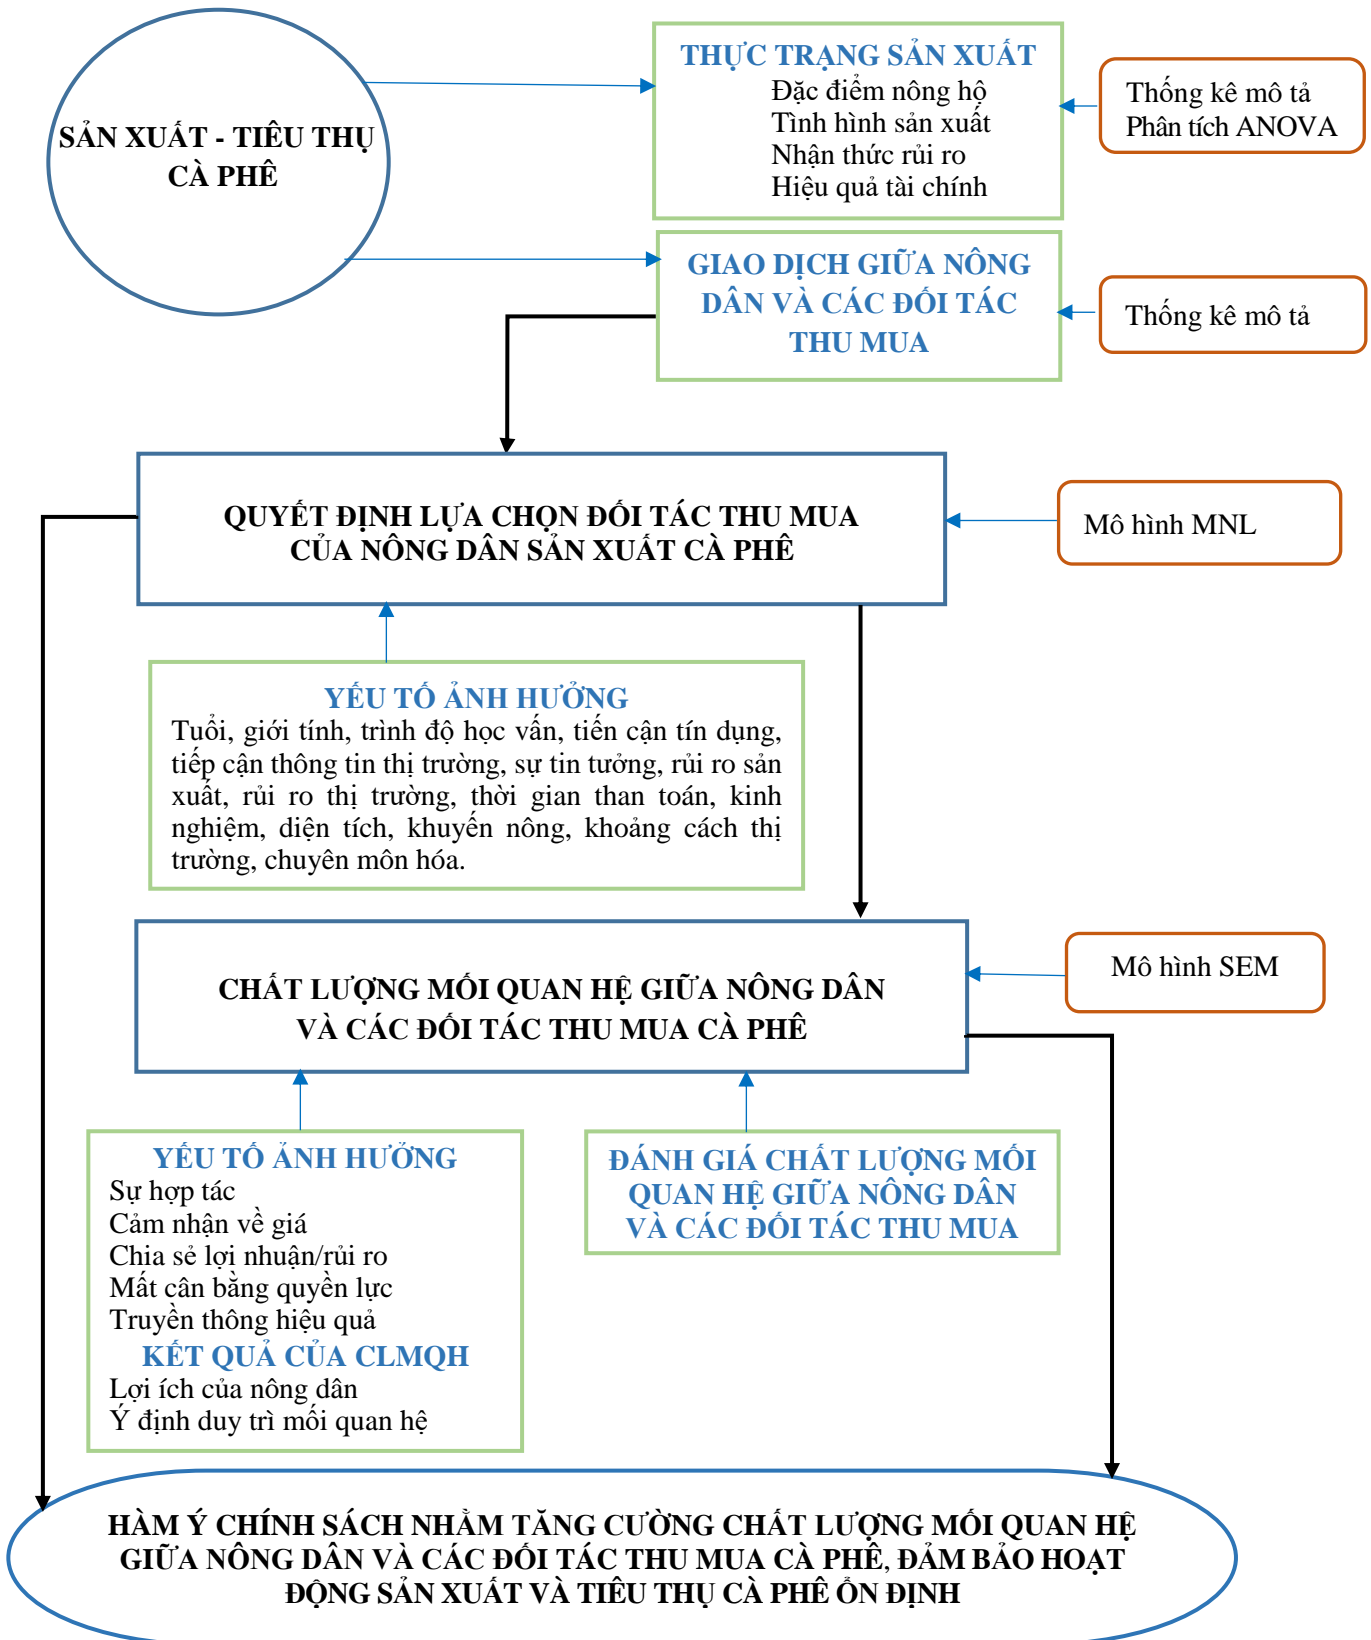 SẢN XUẤT - TIÊU THỤ
CÀ PHÊ
THỰC TRẠNG SẢN XUẤT
Đặc điểm nông hộ
Tình hình sản xuất
Nhận thức rủi ro
Hiệu quả tài chính
Thống kê mô tả
Phân tích ANOVA
GIAO DỊCH GIỮA NÔNG
DÂN VÀ CÁC ĐỐI TÁC
THU MUA
Thống kê mô tả
QUYẾT ĐỊNH LỰA CHỌN ĐỐI TÁC THU MUA
CỦA NÔNG DÂN SẢN XUẤT CÀ PHÊ
Mô hình MNL
YẾU TỐ ẢNH HƯỞNG
Tuổi, giới tính, trình độ học vấn, tiến cận tín dụng,
tiếp cận thông tin thị trường, sự tin tưởng, rủi ro sản
xuất, rủi ro thị trường, thời gian than toán, kinh
nghiệm, diện tích, khuyến nông, khoảng cách thị
trường, chuyên môn hóa.
CHẤT LƯỢNG MỐI QUAN HỆ GIỮA NÔNG DÂN
VÀ CÁC ĐỐI TÁC THU MUA CÀ PHÊ
Mô hình SEM
YẾU TỐ ẢNH HƯỞNG
Sự hợp tác
Cảm nhận về giá
Chia sẻ lợi nhuận/rủi ro
Mất cân bằng quyền lực
Truyền thông hiệu quả
KẾT QUẢ CỦA CLMQH
Lợi ích của nông dân
Ý định duy trì mối quan hệ
ĐÁNH GIÁ CHẤT LƯỢNG MỐI
QUAN HỆ GIỮA NÔNG DÂN
VÀ CÁC ĐỐI TÁC THU MUA
HÀM Ý CHÍNH SÁCH NHẰM TĂNG CƯỜNG CHẤT LƯỢNG MỐI QUAN HỆ
GIỮA NÔNG DÂN VÀ CÁC ĐỐI TÁC THU MUA CÀ PHÊ, ĐẢM BẢO HOẠT
ĐỘNG SẢN XUẤT VÀ TIÊU THỤ CÀ PHÊ ỔN ĐỊNH